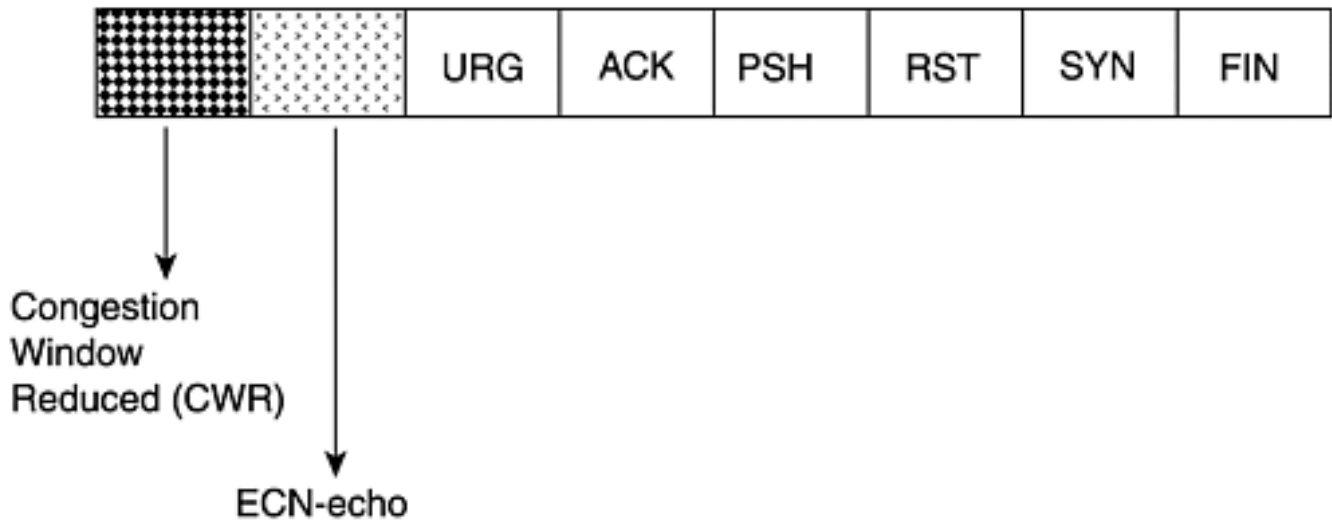 URG ACK PSH RST SYN FIN
Congestion
Window
Reduced (CWR)
ECN-echo